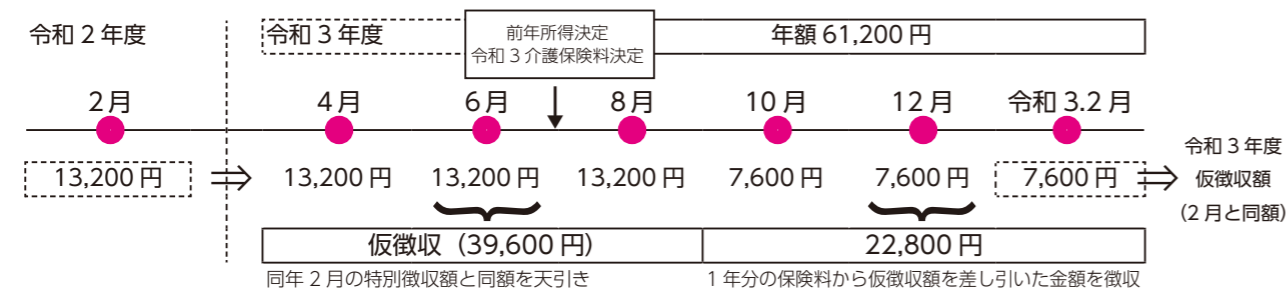 令和 2 年度
令和 3 年度
前年所得決定
令和 3 介護保険料決定
年額 61,200 円
2月
4月
6月
8月
10月
12月
令和 3.2 月
13,200 円
13,200 円
13,200 円
13,200 円
7,600 円
7,600 円
7,600 円
令和 3 年度
仮徴収額
(2 月と同額)
仮徴収（39,600 円）
22,800 円
同年 2 月の特別徴収額と同額を天引き
1 年分の保険料から仮徴収額を差し引いた金額を徴収